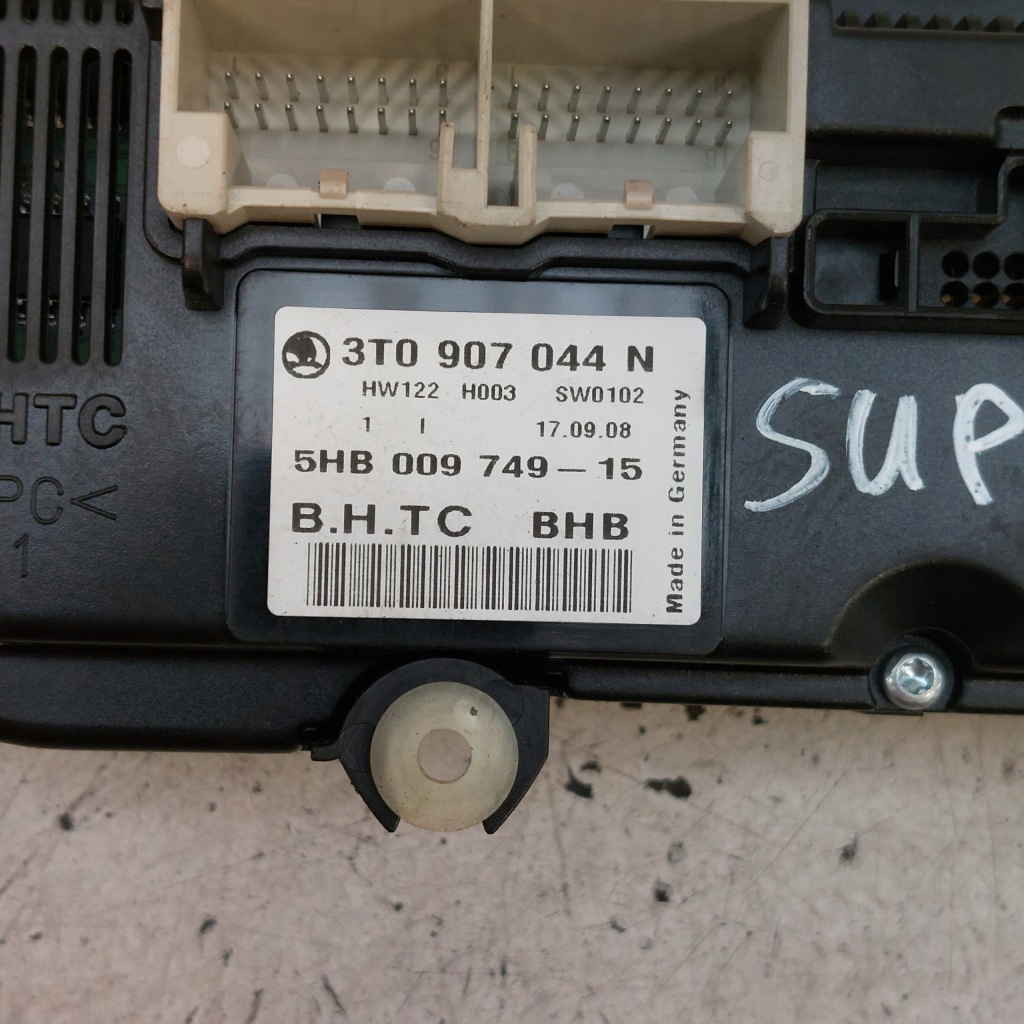 3T0 907 044 N
HW122 H003 SW0102
1 I 17.09.08
5HB 009 749-15
B.H.TC BHB
Made in Germany
HTC
PC<
1
SUP